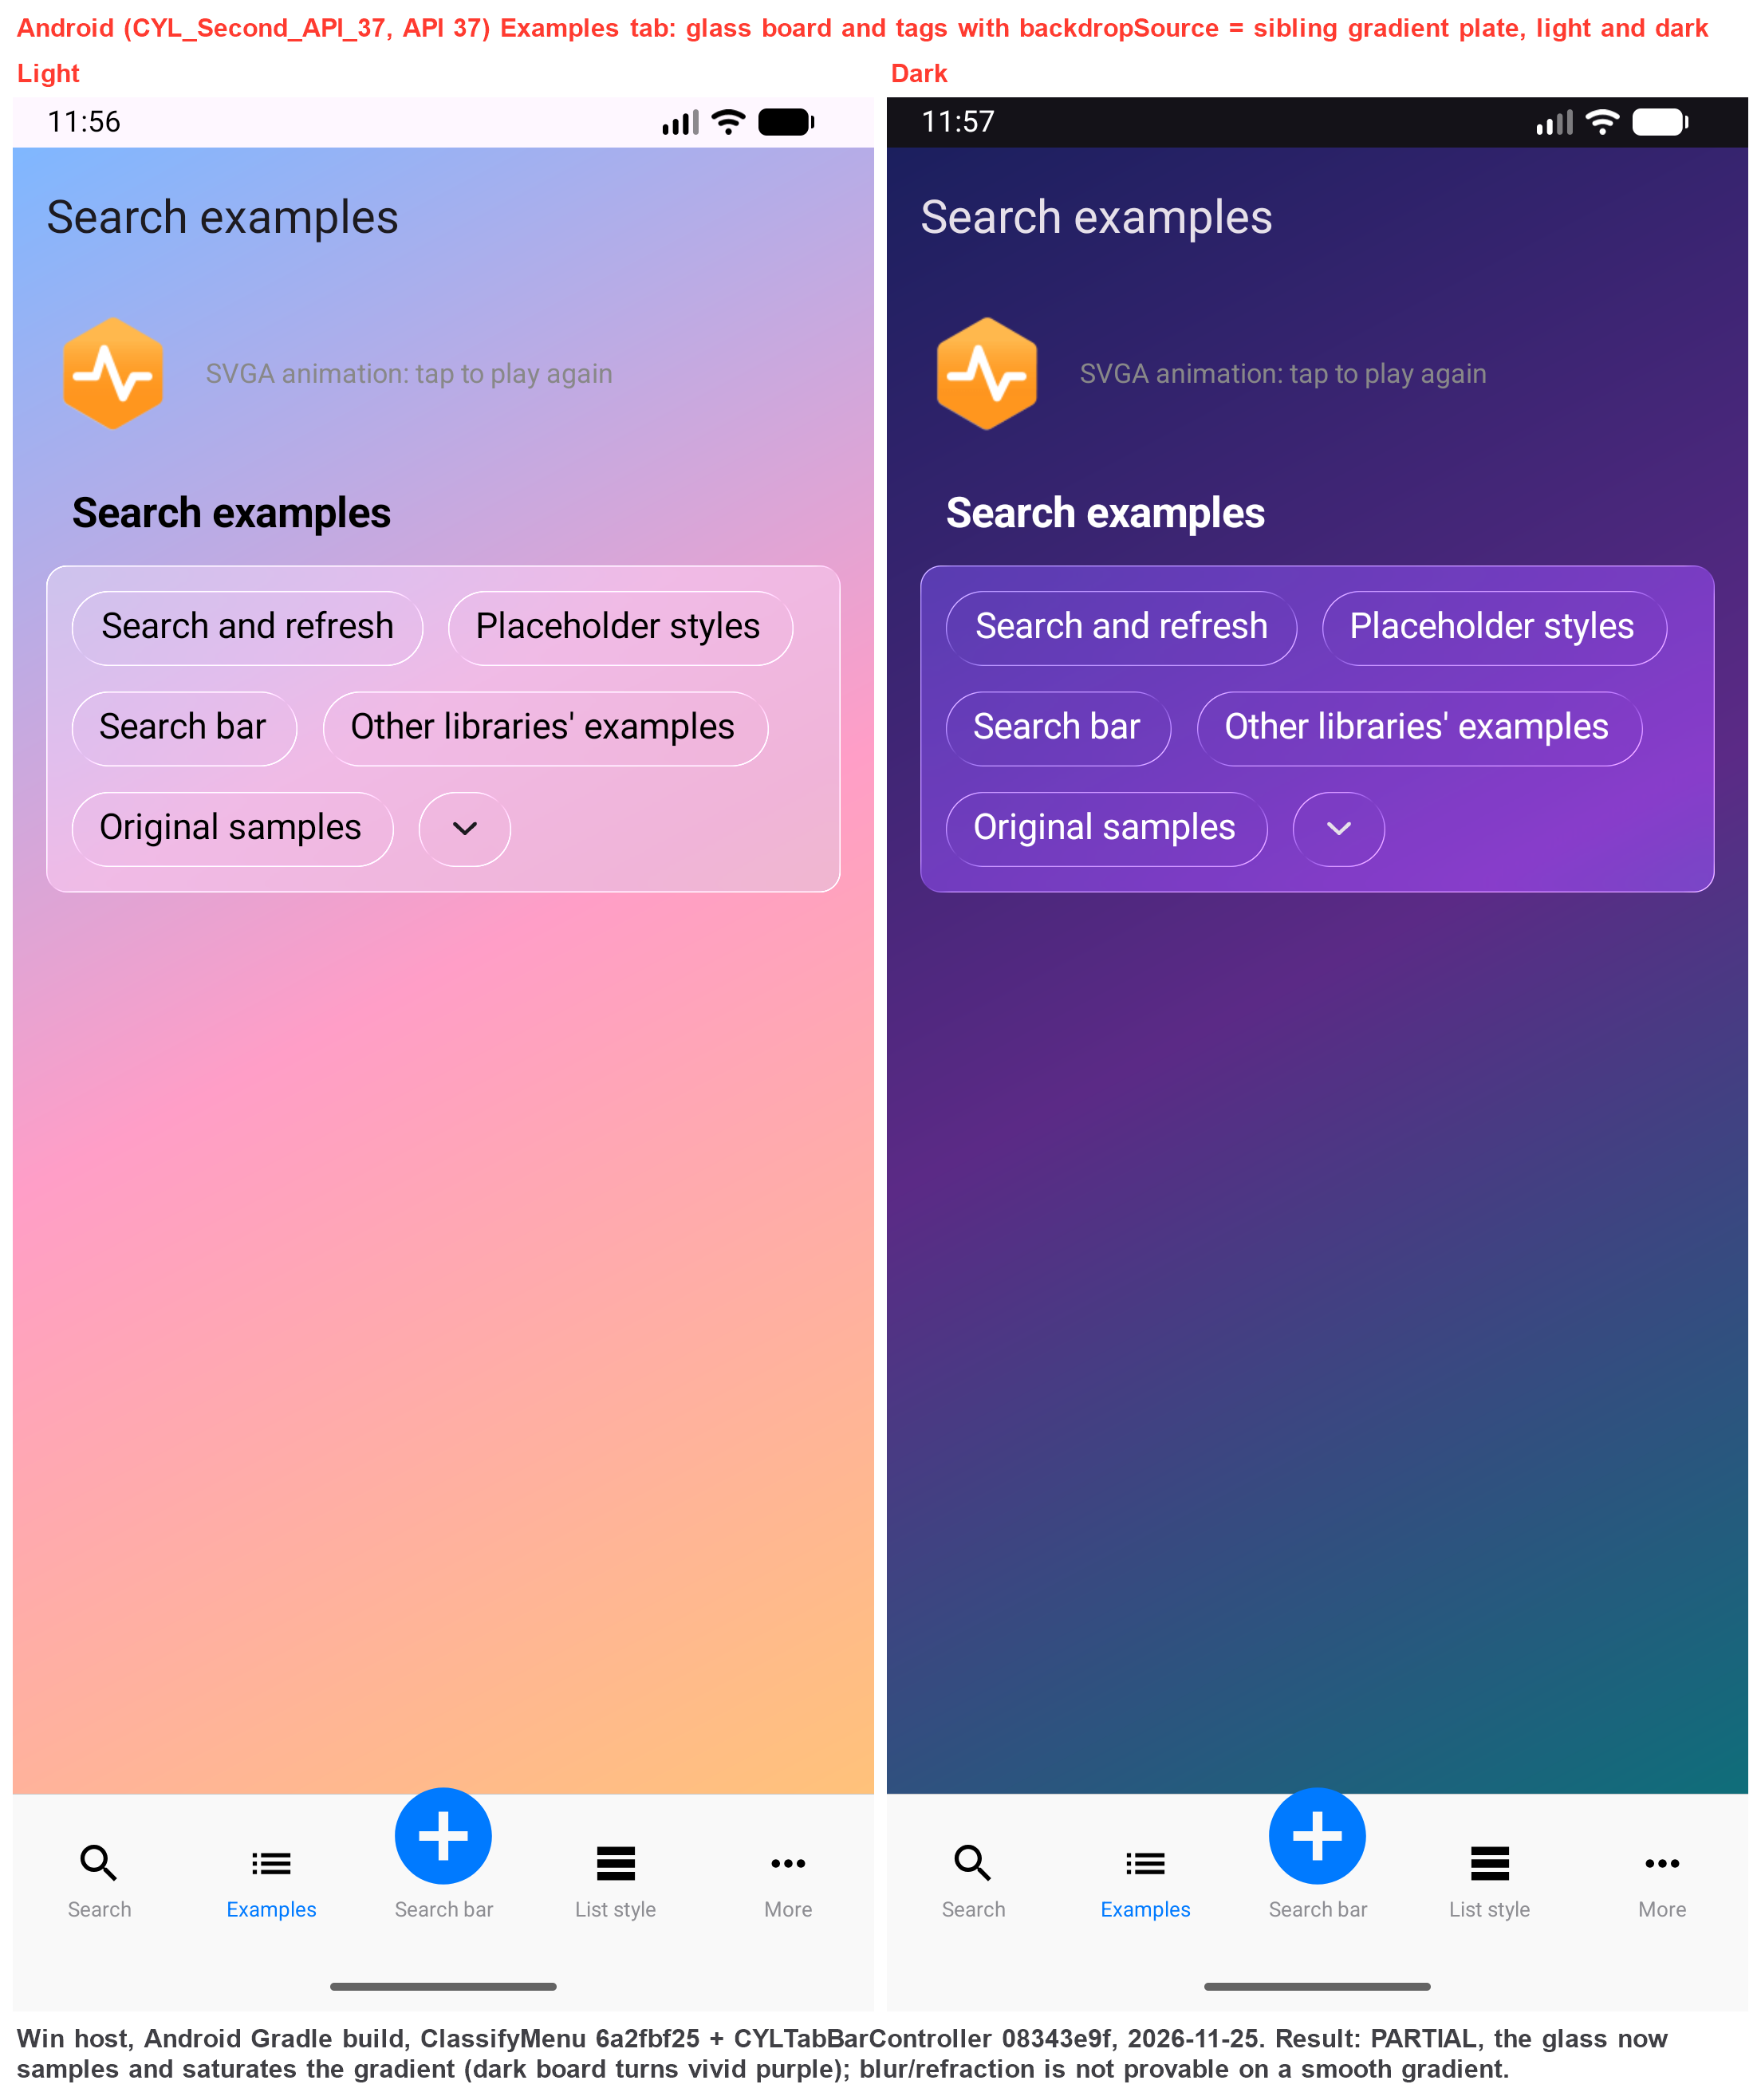 Android (CYL_Second_API_37, API 37) Examples tab: glass board and tags with backdropSource = sibling gradient plate, light and dark
Light
11:56
Search examples
SVGA animation: tap to play again
Search examples
Search and refresh
Placeholder styles
Search bar
Other libraries' examples
Original samples
Search
Examples
Search bar
List style
More
Dark
11:57
Search examples
SVGA animation: tap to play again
Search examples
Search and refresh
Placeholder styles
Search bar
Other libraries' examples
Original samples
Search
Examples
Search bar
List style
More
Win host, Android Gradle build, ClassifyMenu 6a2fbf25 + CYLTabBarController 08343e9f, 2026-11-25. Result: PARTIAL, the glass now
samples and saturates the gradient (dark board turns vivid purple); blur/refraction is not provable on a smooth gradient.